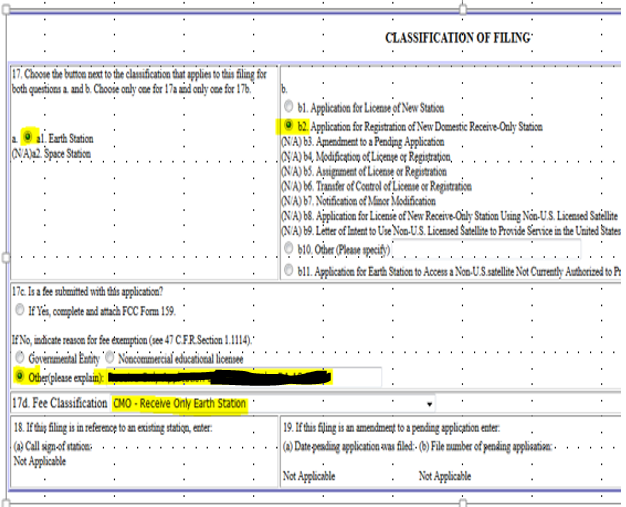 CLASSIFICATION OF FILING
17. Choose the button next to the classification that applies to this filing for
both questions a. and b. Choose only one for 17a and only one for 17b.
a. a1. Earth Station
(N/A)a2. Space Station
b.
b1. Application for License of New Station
b2. Application for Registration of New Domestic Receive-Only Station
(N/A) b3. Amendment to a Pending Application
(N/A) b4. Modification of License or Registration
(N/A) b5. Assignment of License or Registration
(N/A) b6. Transfer of Control of License or Registration
(N/A) b7. Notification of Minor Modification
(N/A) b8. Application for License of New Receive-Only Station Using Non-U.S. Licensed Satellite
(N/A) b9. Letter of Intent to Use Non-U.S. Licensed Satellite to Provide Service in the United States
b10. Other (Please specify)
b11. Application for Earth Station to Access a Non-U.S.satellite Not Currently Authorized to
17c. Is a fee submitted with this application?
If Yes, complete and attach FCC Form 159.
If No, indicate reason for fee exemption (see 47 C.F.R.Section 1.1114).
Governmental Entity Noncommercial educational licensee
Other(please explain):
17d. Fee Classification CMO - Receive Only Earth Station
18. If this filing is in reference to an existing station, enter:
(a) Call sign of station:
Not Applicable
19. If this filing is an amendment to a pending application enter:
(a) Date pending application was filed: (b) File number of pending application:
Not Applicable Not Applicable